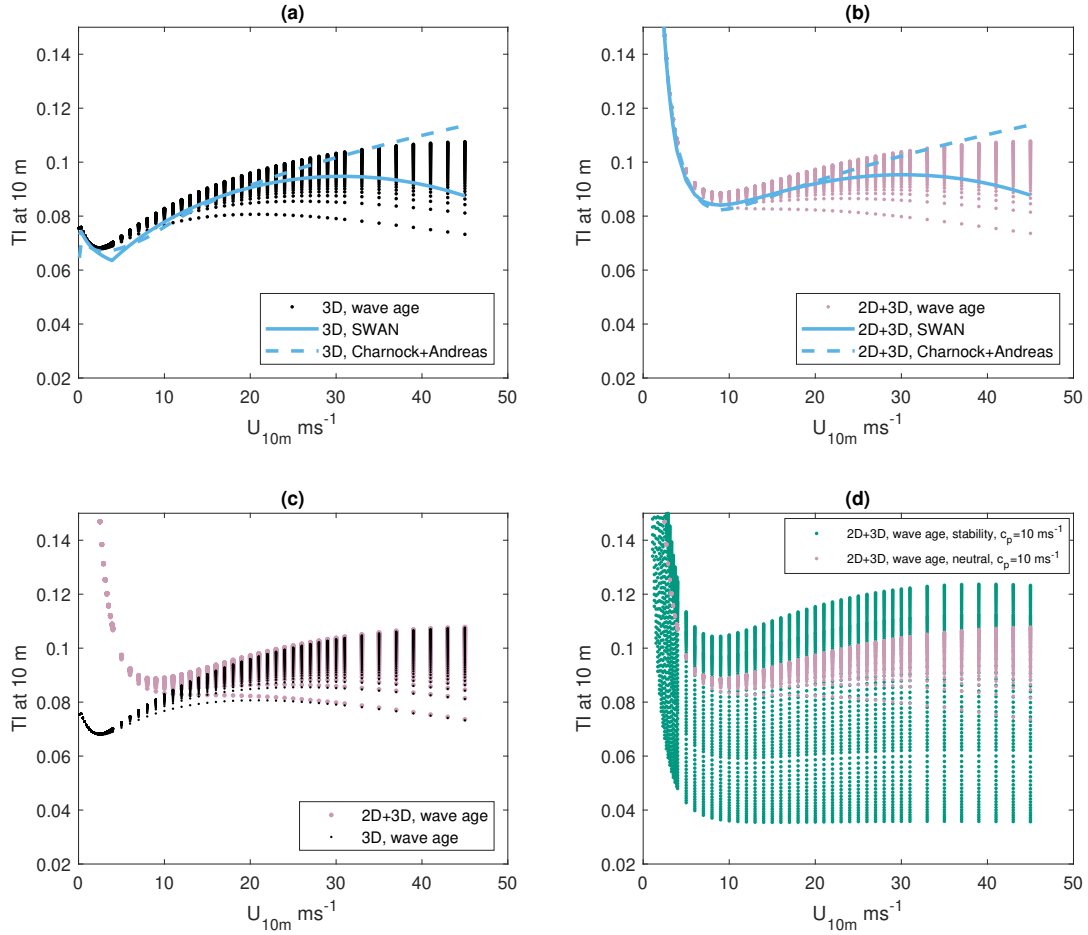 (a)
0.14
0.12
0.1
0.08
0.06
0.04
0.02
TI at 10 m
3D, wave age
3D, SWAN
3D, Charnock+Andreas
0 10 20 30 40 50
U10m ms-1
(b)
0.14
0.12
0.1
0.08
0.06
0.04
0.02
TI at 10 m
2D+3D, wave age
2D+3D, SWAN
2D+3D, Charnock+Andreas
0 10 20 30 40 50
U10m ms-1
(c)
0.14
0.12
0.1
0.08
0.06
0.04
0.02
TI at 10 m
2D+3D, wave age
3D, wave age
0 10 20 30 40 50
U10m ms-1
(d)
0.14
0.12
0.1
0.08
0.06
0.04
0.02
TI at 10 m
2D+3D, wave age, stability, cp=10 ms-1
2D+3D, wave age, neutral, cp=10 ms-1
0 10 20 30 40 50
U10m ms-1